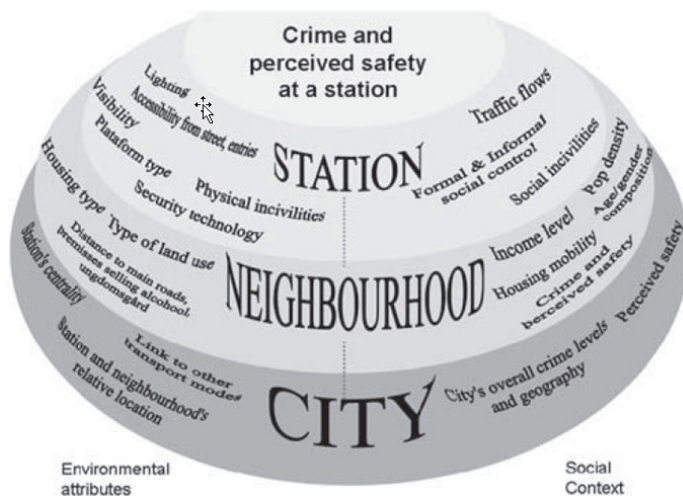 Crime and
perceived safety
at a station
Lighting
Accessibility from street, entries
Visibility
Plataform type
Physical incivilities
Security technology
STATION
Traffic flows
Formal & Informal
social control
Social incivilities
Pop density
Age/gender
composition
Housing type
Type of land use
Distance to main roads,
premisses selling alcohool,
ungdomsgård
NEIGHBOURHOOD
Income level
Housing mobility
Crime and
perceived safety
Station's centrality
Link to other
transport modes
Station and neighbourhood's
relative location
CITY
City's overall crime levels
and geography
Perceived safety
Environmental
attributes
Social
Context